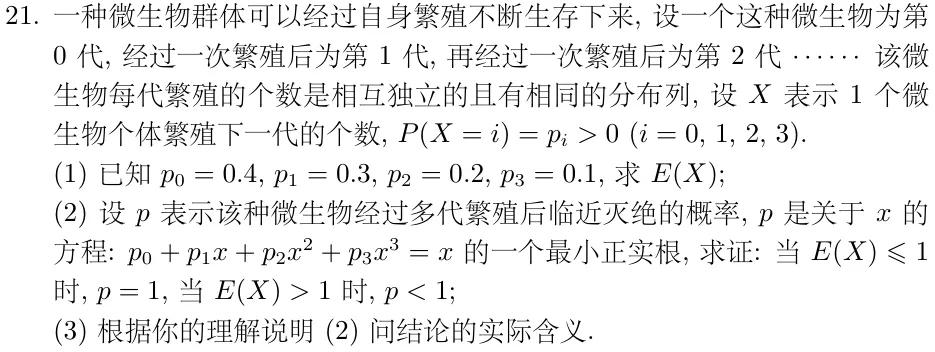 21. 一种微生物群体可以经过自身繁殖不断生存下来, 设一个这种微生物为第
0 代, 经过一次繁殖后为第 1 代, 再经过一次繁殖后为第 2 代 ⋯⋯ 该微
生物每代繁殖的个数是相互独立的且有相同的分布列, 设 X 表示 1 个微
生物个体繁殖下一代的个数, P(X = i) = p_i > 0 (i = 0, 1, 2, 3).
(1) 已知 p_0 = 0.4, p_1 = 0.3, p_2 = 0.2, p_3 = 0.1, 求 E(X);
(2) 设 p 表示该种微生物经过多代繁殖后临近灭绝的概率, p 是关于 x 的
方程: p_0 + p_1x + p_2x^2 + p_3x^3 = x 的一个最小正实根, 求证: 当 E(X) ⩽ 1
时, p = 1, 当 E(X) > 1 时, p < 1;
(3) 根据你的理解说明 (2) 问结论的实际含义.